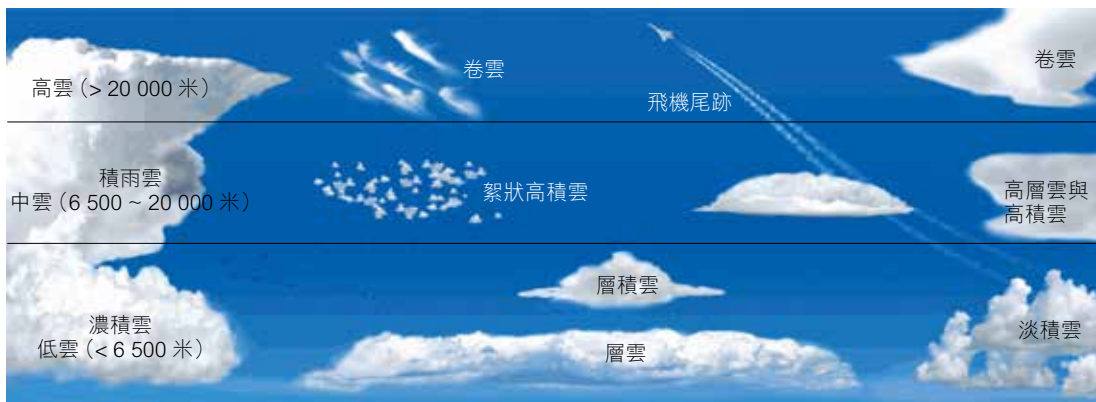 卷雲
卷雲
高雲（> 20 000 米）
飛機尾跡
積雨雲
中雲（6 500 ~ 20 000 米）
絮狀高積雲
高層雲與
高積雲
層積雲
濃積雲
低雲（< 6 500 米）
層雲
淡積雲